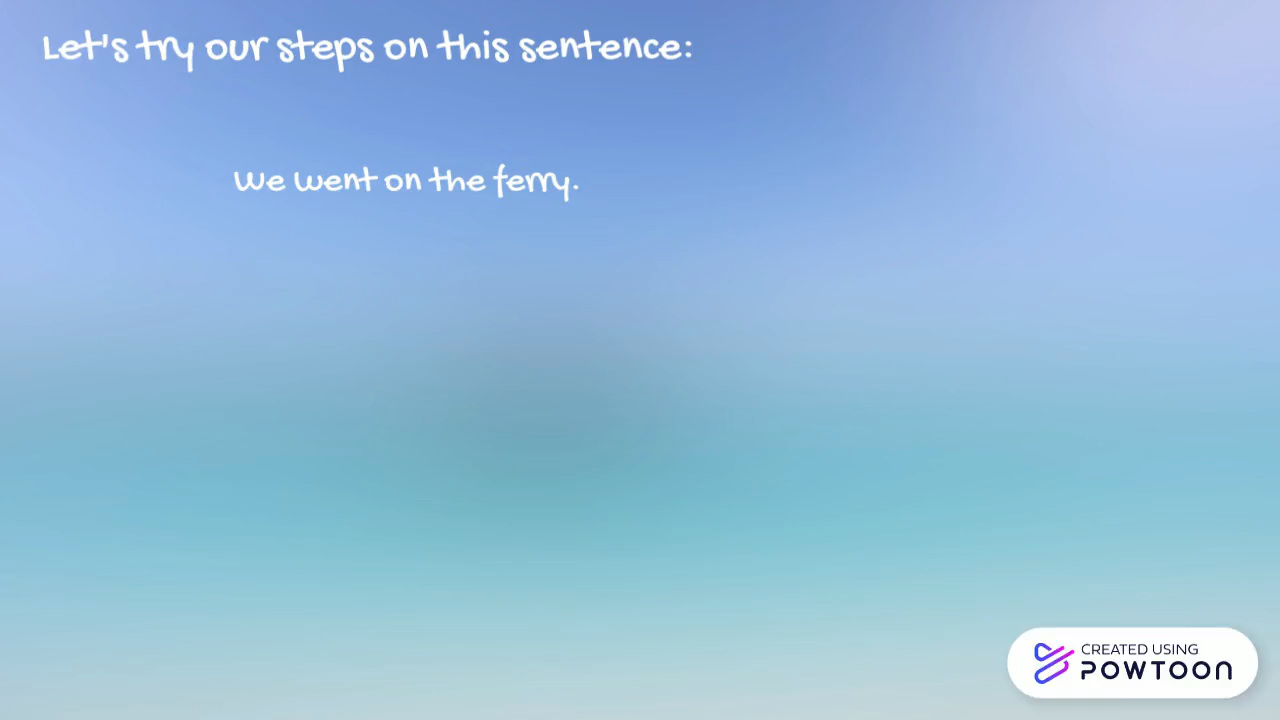 Let's try our steps on this sentence:
We went on the ferry.
CREATED USING
POWTOON